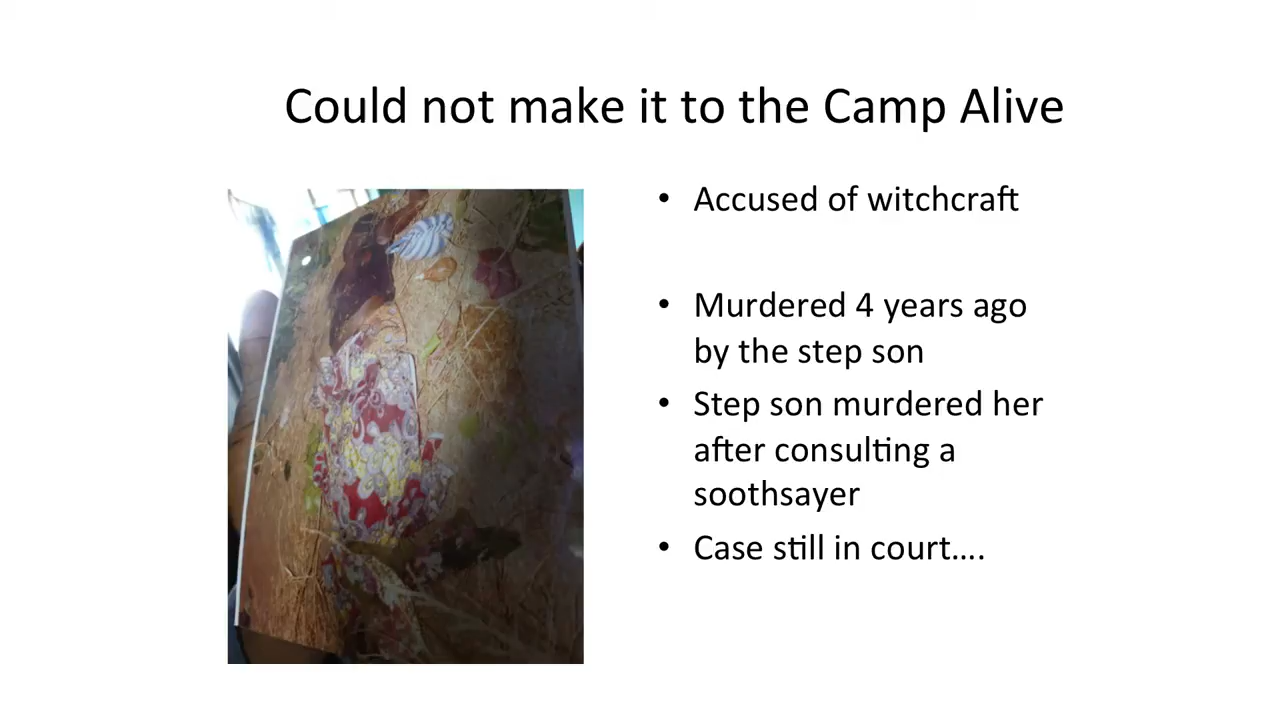 Could not make it to the Camp Alive
• Accused of witchcraft
• Murdered 4 years ago
by the step son
• Step son murdered her
after consulting a
soothsayer
• Case still in court....